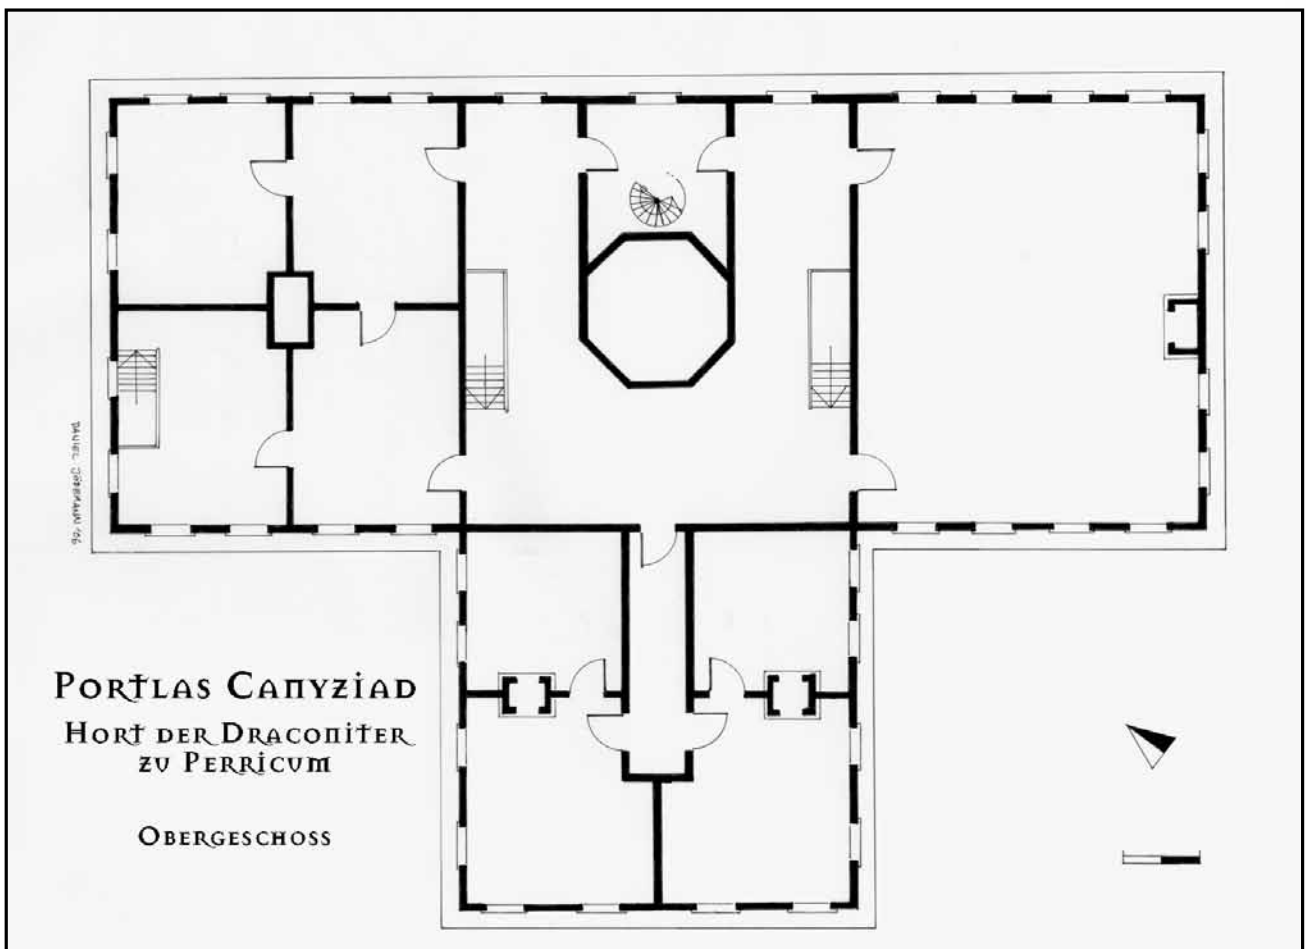 Portlas Canyziad
Hort der Draconiter
zu Perricum
Obergeschoss